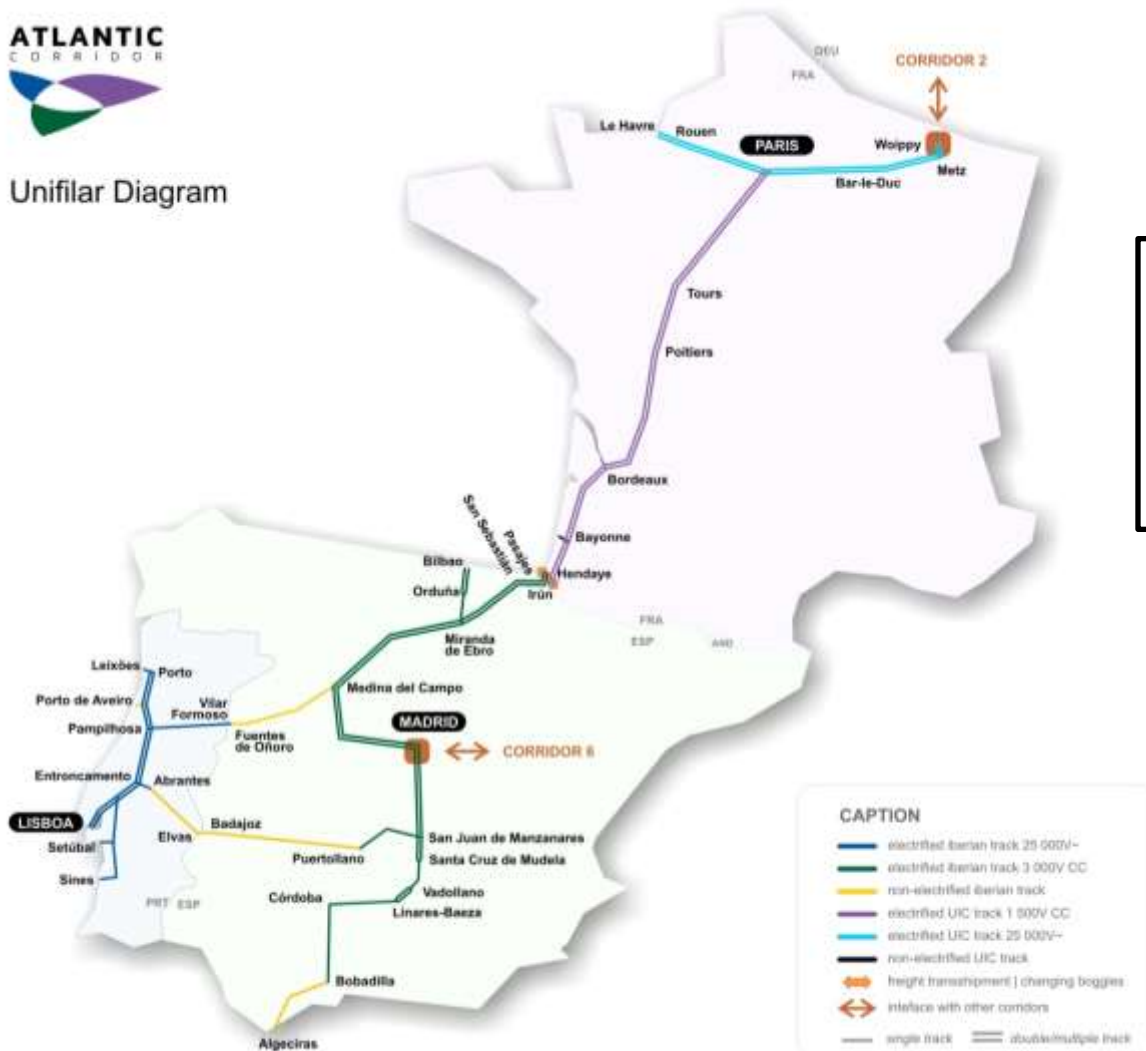 ATLANTIC
CORRIDOR
Unifilar Diagram
DEU
FRA
CORRIDOR 2
Le Havre
Rouen
PARIS
Woippy
Metz
Bar-le-Duc
Tours
Poitiers
Bordeaux
Bayonne
Hendaye
Pasajes
San Sebastián
Irún
Bilbao
Orduña
Miranda
de Ebro
FRA
ESP
AND
Medina del Campo
Leixões
Porto
Porto de Aveiro
Vilar
Formoso
Pampilhosa
Fuentes
de Oñoro
MADRID
CORRIDOR 6
Entroncamento
Abrantes
LISBOA
Elvas
Badajoz
Setúbal
Puertollano
San Juan de Manzanares
Santa Cruz de Mudela
Sines
Vadollano
Córdoba
Linares-Baeza
PRT
ESP
Bobadilla
Algeciras
CAPTION
electrified iberian track 25 000V~
electrified iberian track 3 000V CC
non-electrified iberian track
electrified UIC track 1 500V CC
electrified UIC track 25 000V~
non-electrified UIC track
freight transshipment | changing boggies
inteface with other corridors
single track
double/multiple track